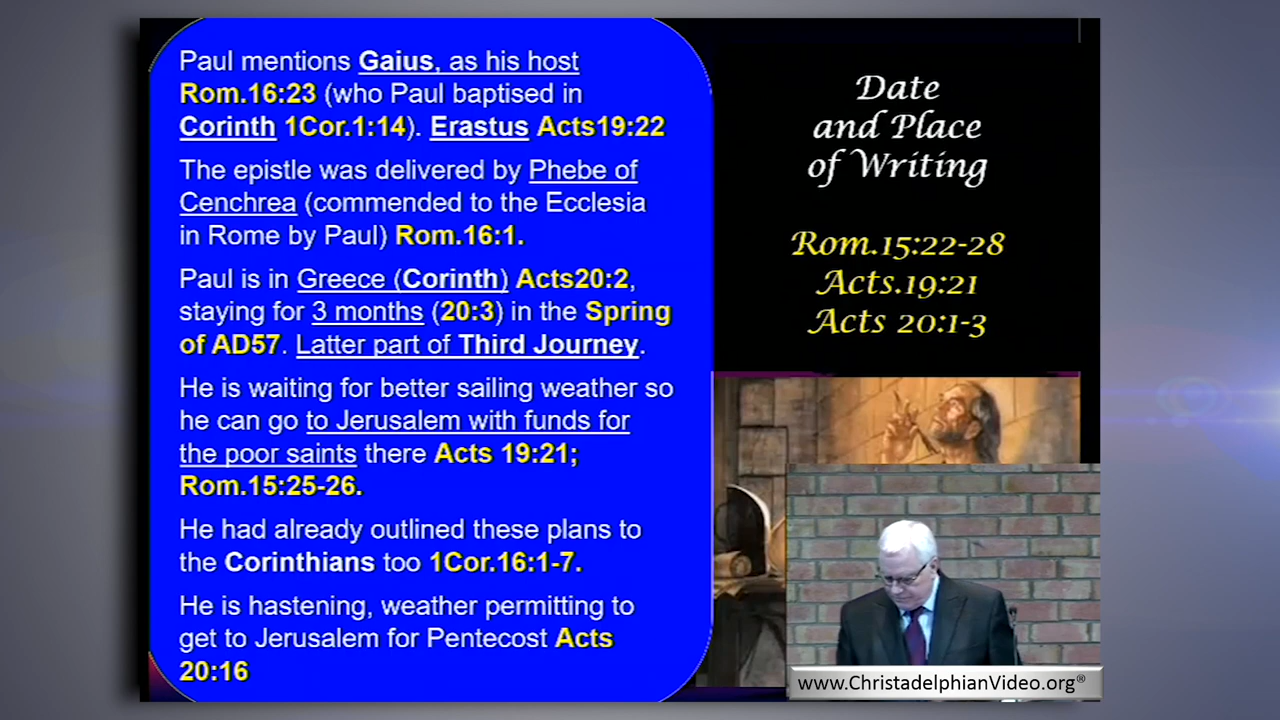 Paul mentions Gaius, as his host
Rom.16:23 (who Paul baptised in
Corinth 1Cor.1:14). Erastus Acts19:22
The epistle was delivered by Phebe of
Cenchrea (commended to the Ecclesia
in Rome by Paul) Rom.16:1.
Paul is in Greece (Corinth) Acts20:2,
staying for 3 months (20:3) in the Spring
of AD57. Latter part of Third Journey.
He is waiting for better sailing weather so
he can go to Jerusalem with funds for
the poor saints there Acts 19:21;
Rom.15:25-26.
He had already outlined these plans to
the Corinthians too 1Cor.16:1-7.
He is hastening, weather permitting to
get to Jerusalem for Pentecost Acts
20:16
Date
and Place
of Writing
Rom.15:22-28
Acts.19:21
Acts 20:1-3
www.ChristadelphianVideo.org®